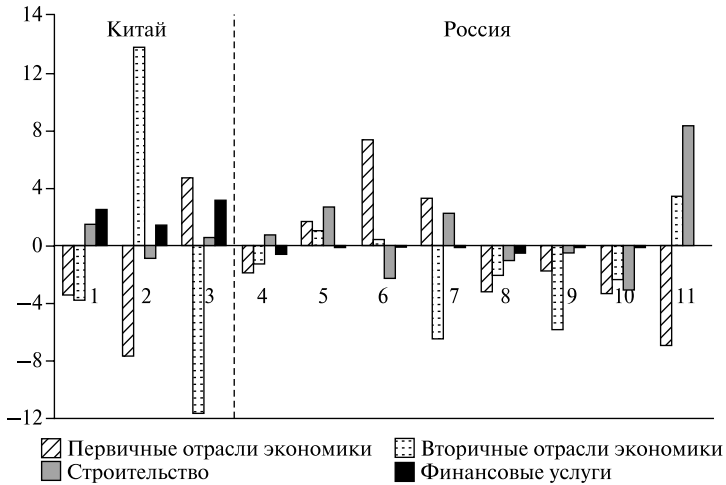 14
Китай Россия
12
8
4
0
1 2 3 4 5 6 7 8 9 10 11
−4
−8
−12
Первичные отрасли экономики Вторичные отрасли экономики
Строительство Финансовые услуги